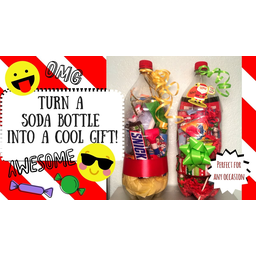 OMG
TURN A
SODA BOTTLE
INTO A COOL GIFT!
AWESOME
SNICKERS
PERFECT FOR
ANY OCCASION